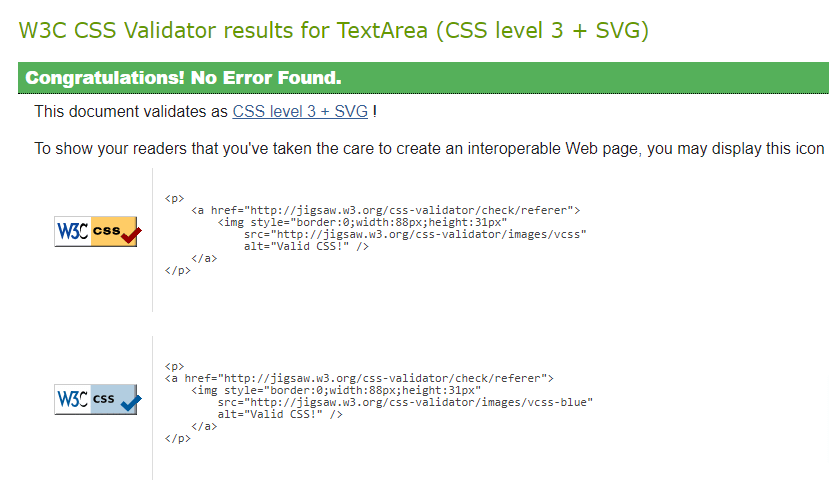 W3C CSS Validator results for TextArea (CSS level 3 + SVG)
Congratulations! No Error Found.
This document validates as CSS level 3 + SVG !
To show your readers that you've taken the care to create an interoperable Web page, you may display this icon
W3C css
<p>
<a href="http://jigsaw.w3.org/css-validator/check/referer">
<img style="border:0;width:88px;height:31px"
src="http://jigsaw.w3.org/css-validator/images/vcss"
alt="Valid CSS!" />
</a>
</p>
W3C css
<p>
<a href="http://jigsaw.w3.org/css-validator/check/referer">
<img style="border:0;width:88px;height:31px"
src="http://jigsaw.w3.org/css-validator/images/vcss-blue"
alt="Valid CSS!" />
</a>
</p>